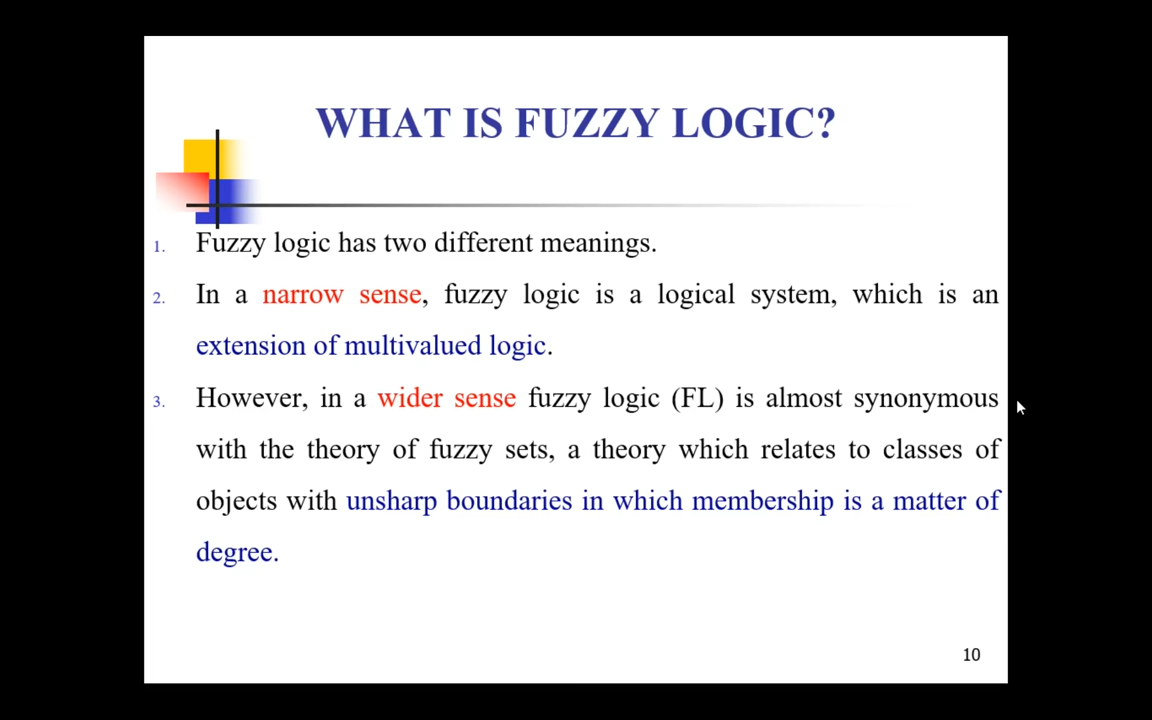 WHAT IS FUZZY LOGIC?
1. Fuzzy logic has two different meanings.
2. In a narrow sense, fuzzy logic is a logical system, which is an
extension of multivalued logic.
3. However, in a wider sense fuzzy logic (FL) is almost synonymous
with the theory of fuzzy sets, a theory which relates to classes of
objects with unsharp boundaries in which membership is a matter of
degree.
10